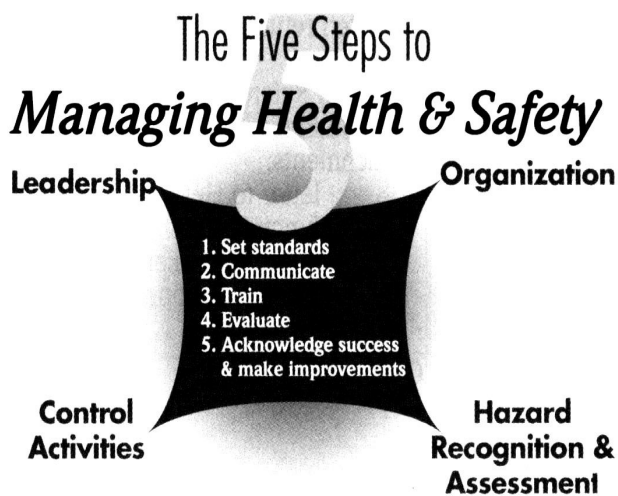 The Five Steps to
5
Managing Health & Safety
Leadership
Organization
1. Set standards
2. Communicate
3. Train
4. Evaluate
5. Acknowledge success
& make improvements
Control
Activities
Hazard
Recognition &
Assessment